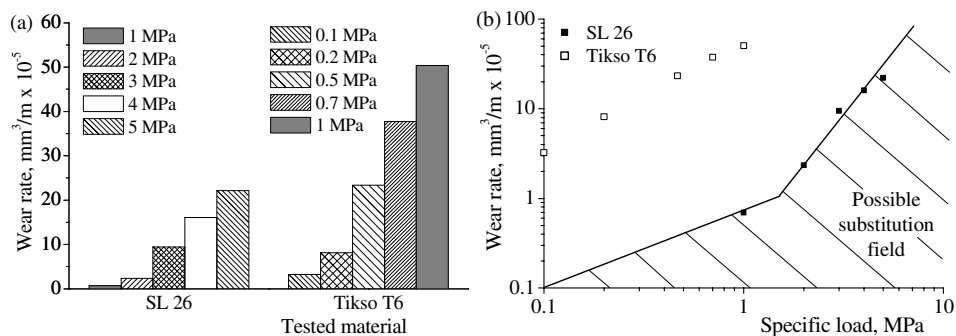 (a)
60
50
40
30
20
10
0
Wear rate, mm³/m x 10⁻⁵
1 MPa
2 MPa
3 MPa
4 MPa
5 MPa
0.1 MPa
0.2 MPa
0.5 MPa
0.7 MPa
1 MPa
SL 26
Tikso T6
Tested material
(b)
100
10
1
0.1
Wear rate, mm³/m x 10⁻⁵
SL 26
Tikso T6
Possible
substitution
field
0.1
1
10
Specific load, MPa